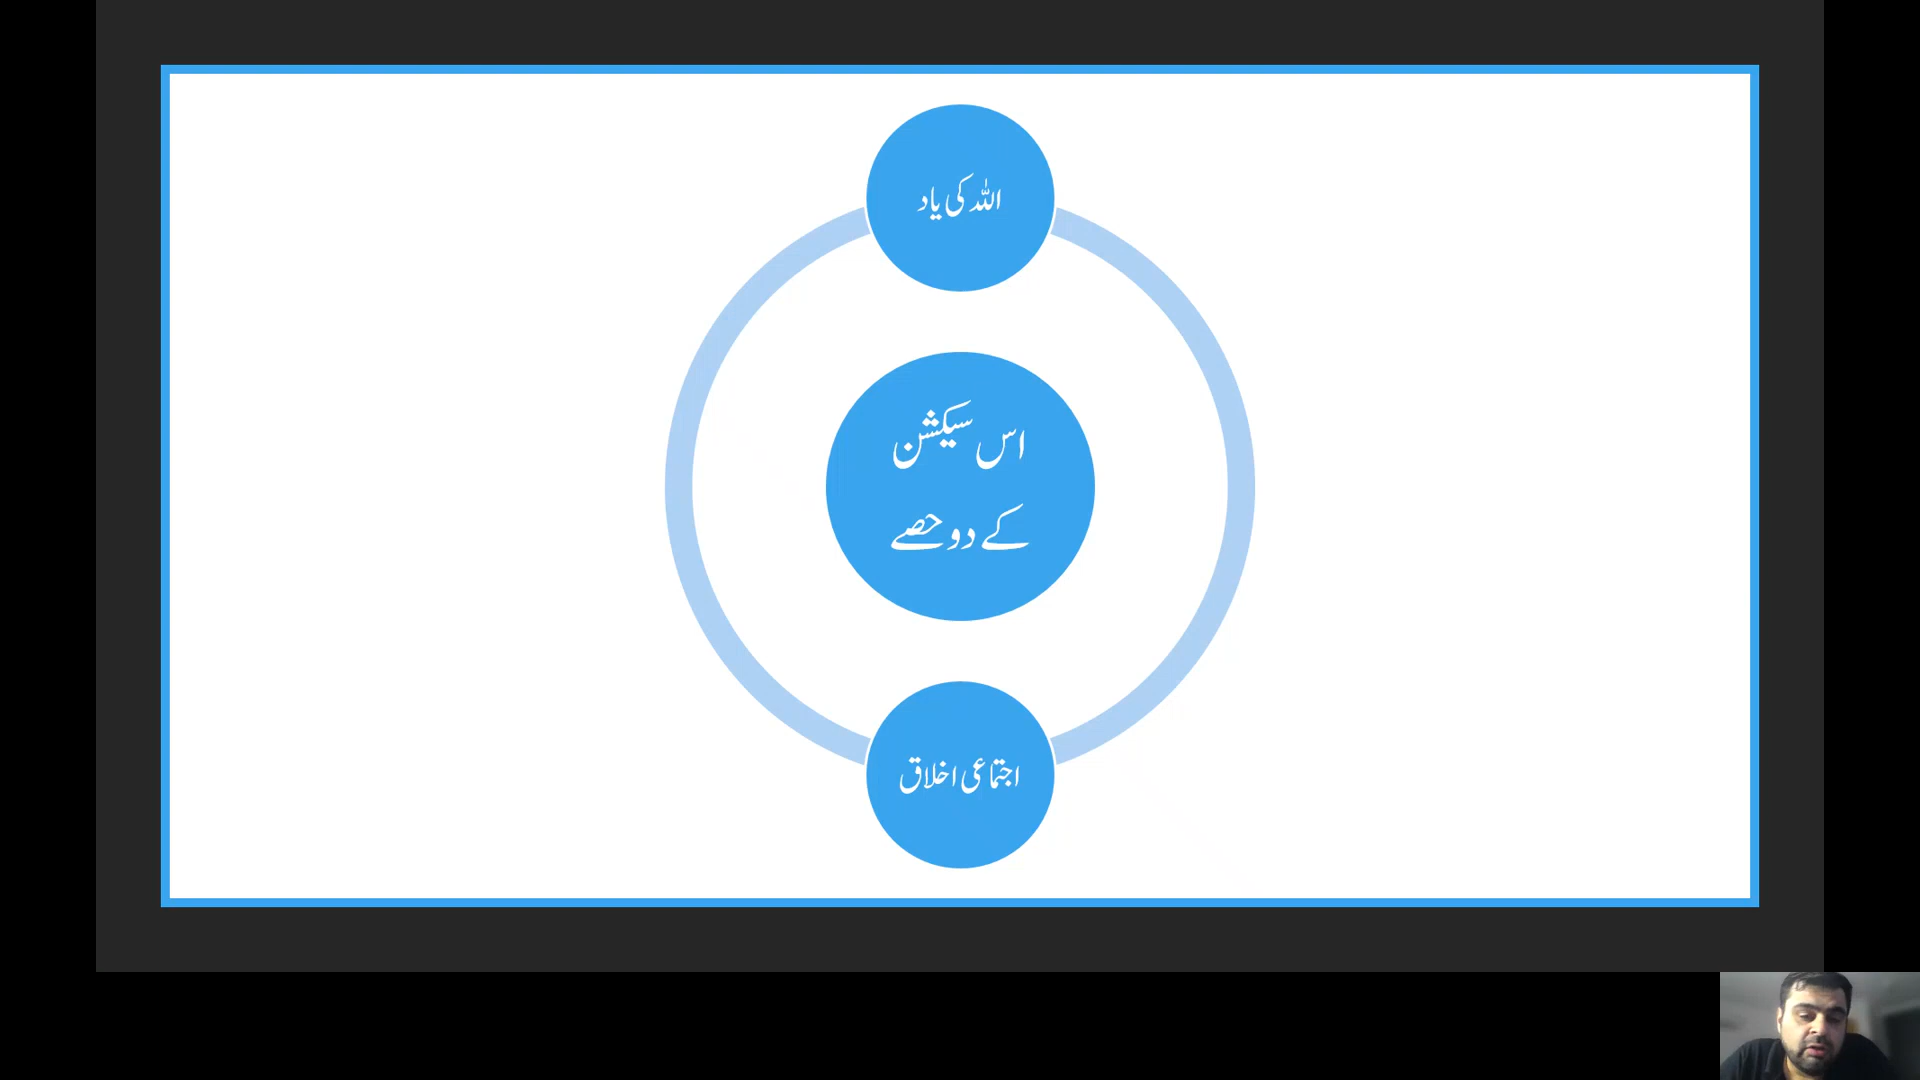 اللہ کی یاد
اس سیکشن
کے دو حصے
اجتماعی اخلاق